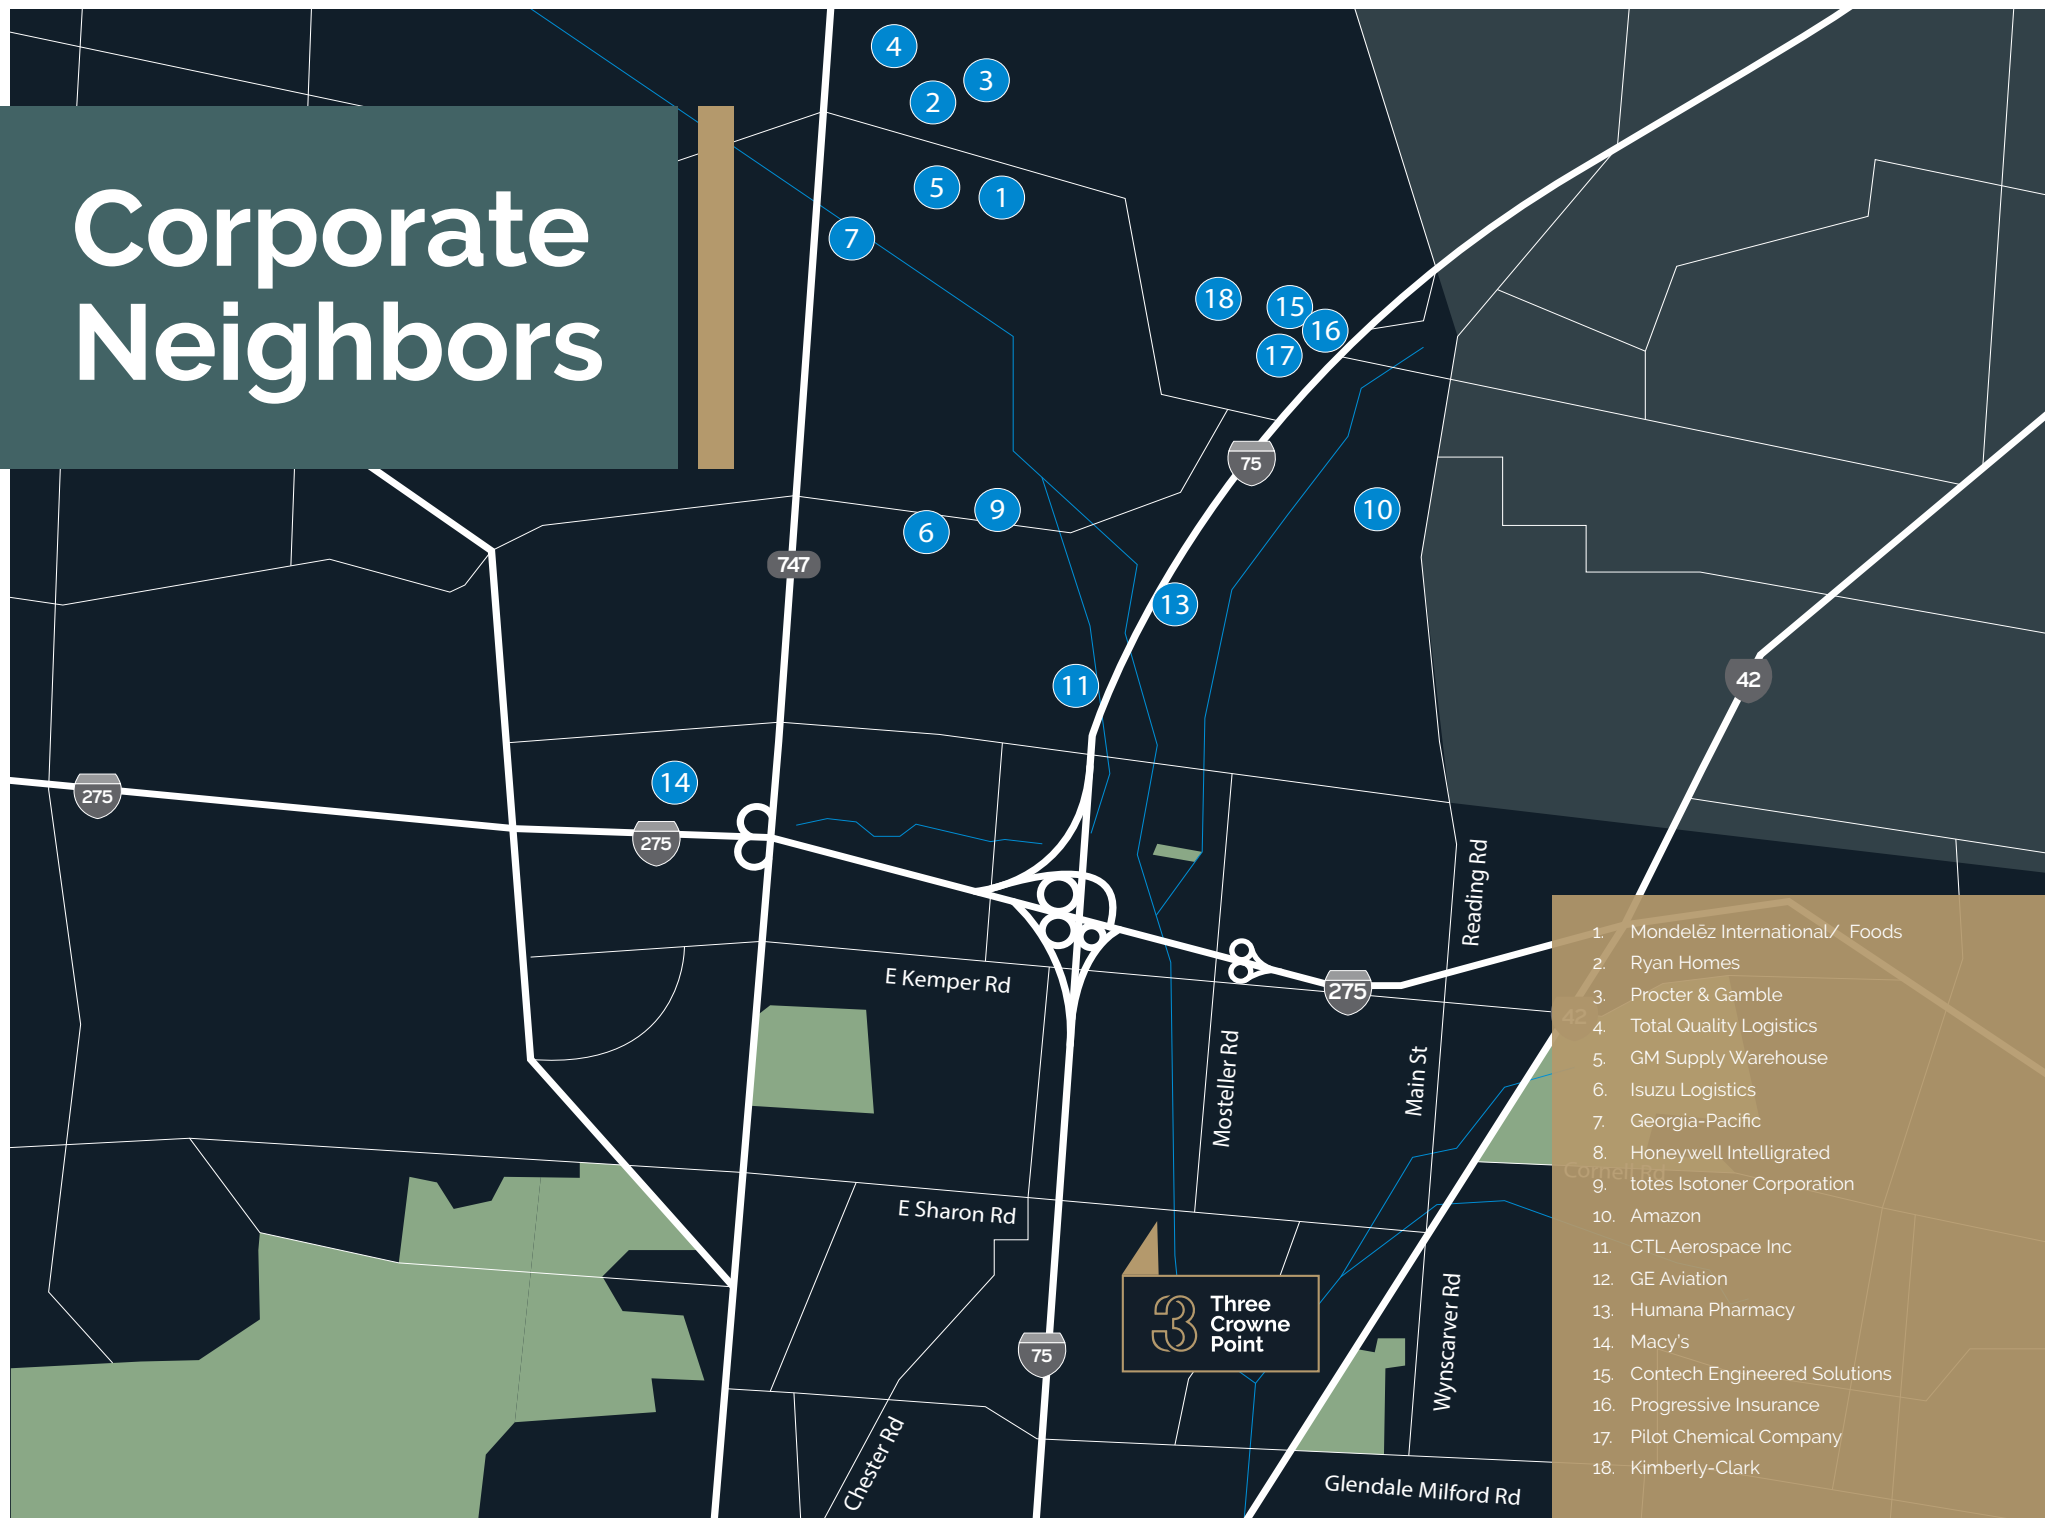 4
3
2
Corporate
Neighbors
5
1
7
18
15
16
17
75
9
10
6
747
13
11
42
14
275
275
Reading Rd
E Kemper Rd
275
42
Mosteller Rd
Main St
Cornell Rd
E Sharon Rd
3
Three
Crowne
Point
Wynscarver Rd
75
Chester Rd
Glendale Milford Rd
1. Mondelēz International/ Foods
2. Ryan Homes
3. Procter & Gamble
4. Total Quality Logistics
5. GM Supply Warehouse
6. Isuzu Logistics
7. Georgia-Pacific
8. Honeywell Intelligrated
9. totes Isotoner Corporation
10. Amazon
11. CTL Aerospace Inc
12. GE Aviation
13. Humana Pharmacy
14. Macy's
15. Contech Engineered Solutions
16. Progressive Insurance
17. Pilot Chemical Company
18. Kimberly-Clark